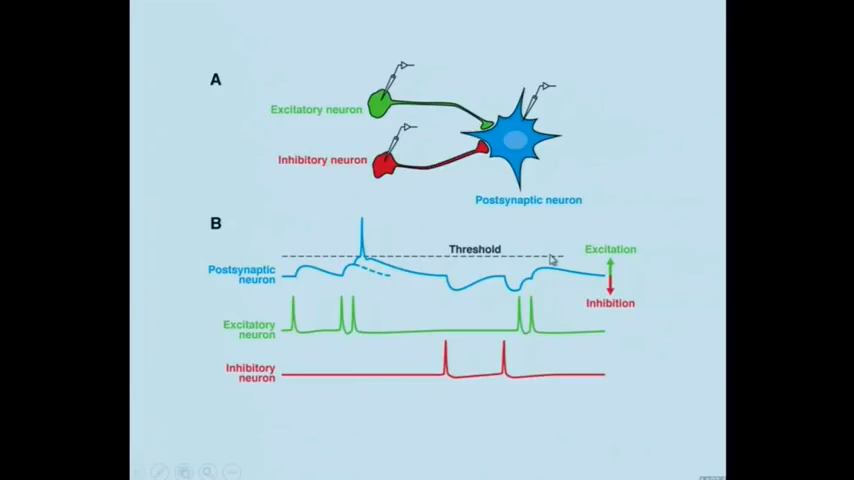 A
Excitatory neuron
Inhibitory neuron
Postsynaptic neuron
B
Threshold
Excitation
Postsynaptic
neuron
Inhibition
Excitatory
neuron
Inhibitory
neuron